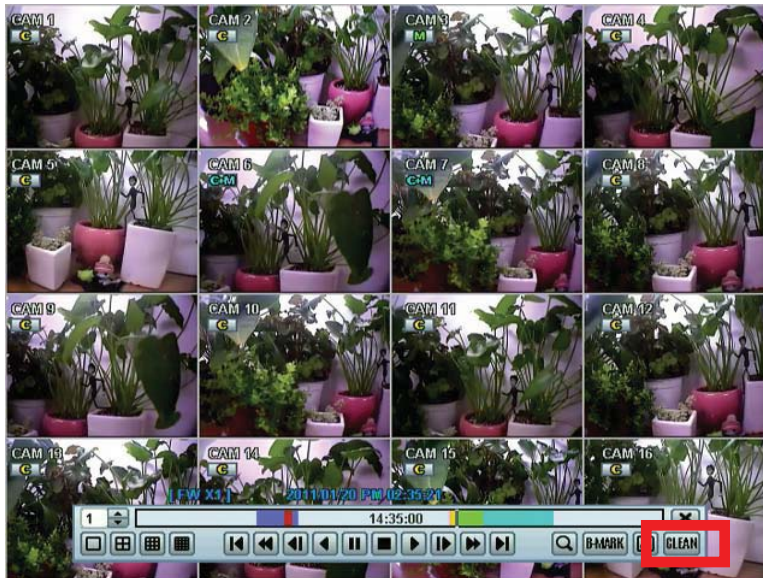 CAM 1
C
CAM 2
C
CAM 3
M
CAM 4
C
CAM 5
C
CAM 6
C+M
CAM 7
C+M
CAM 8
C
CAM 9
C
CAM 10
C
CAM 11
C
CAM 12
C
CAM 13
C
CAM 14
C
CAM 15
C
CAM 16
C
[ FW X1 ] 2011/01/20 PM 02:35:21
1 14:35:00
B-MARK CLEAN